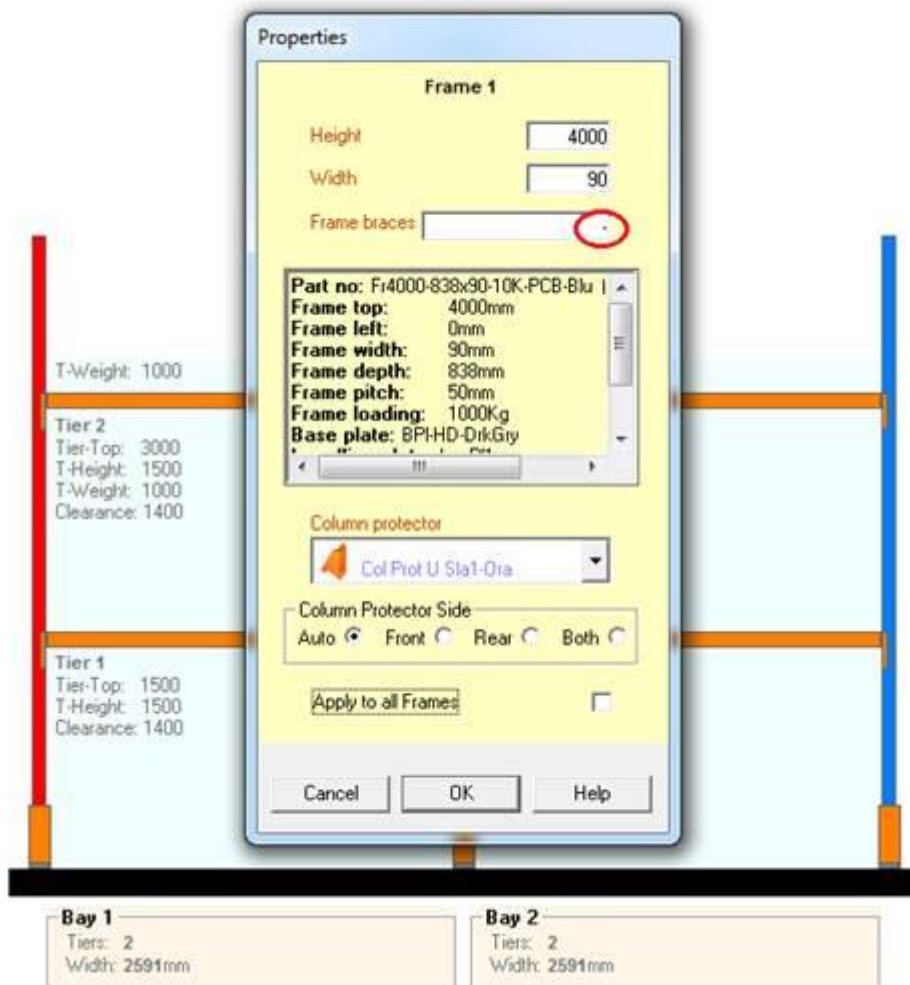 Properties
Frame 1
Height 4000
Width 90
Frame braces -
Part no: Fr4000-838x90-10K-PCB-Blu
Frame top: 4000mm
Frame left: 0mm
Frame width: 90mm
Frame depth: 838mm
Frame pitch: 50mm
Frame loading: 1000Kg
Base plate: BPl-HD-DrkGry
Column protector
Col Prot U Sla1-Ora
Column Protector Side
Auto Front Rear Both
Apply to all Frames
Cancel OK Help
T-Weight: 1000
Tier 2
Tier-Top: 3000
T-Height: 1500
T-Weight: 1000
Clearance: 1400
Tier 1
Tier-Top: 1500
T-Height: 1500
Clearance: 1400
Bay 1
Tiers: 2
Width: 2591mm
Bay 2
Tiers: 2
Width: 2591mm